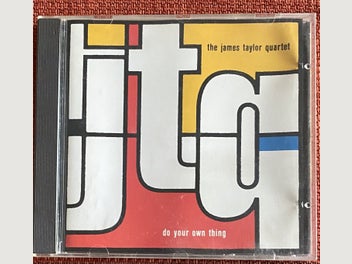 the james taylor quartet
jtq
do your own thing